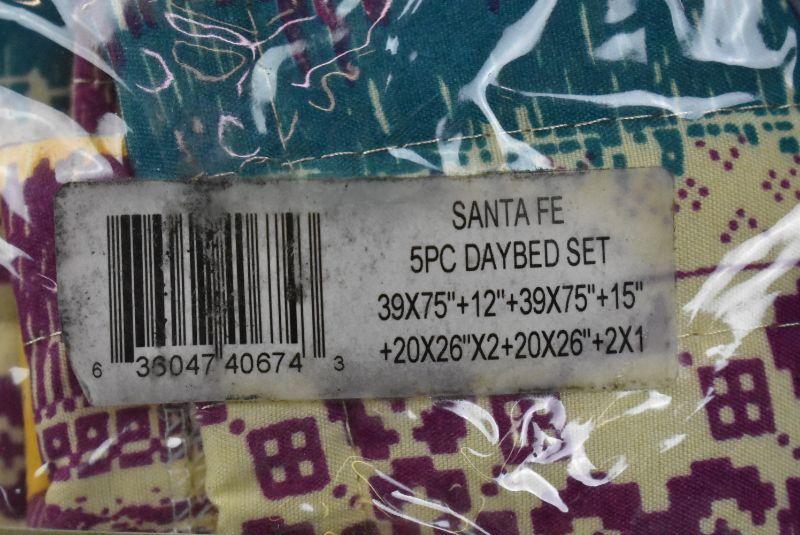 SANTA FE
5PC DAYBED SET
39X75"+12"+39X75"+15"
+20X26"X2+20X26"+2X1
6 36047 40674 3